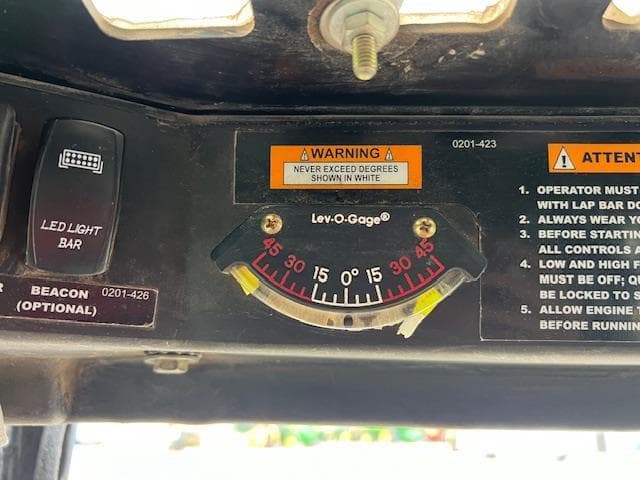 WARNING
NEVER EXCEED DEGREES
SHOWN IN WHITE
0201-423
Lev-O-Gage®
45 30 15 0° 15 30 45
LED LIGHT
BAR
BEACON 0201-426
(OPTIONAL)
ATTENT
1. OPERATOR MUST
WITH LAP BAR DO
2. ALWAYS WEAR YO
3. BEFORE STARTIN
ALL CONTROLS A
4. LOW AND HIGH F
MUST BE OFF; QU
BE LOCKED TO S
5. ALLOW ENGINE T
BEFORE RUNNIN